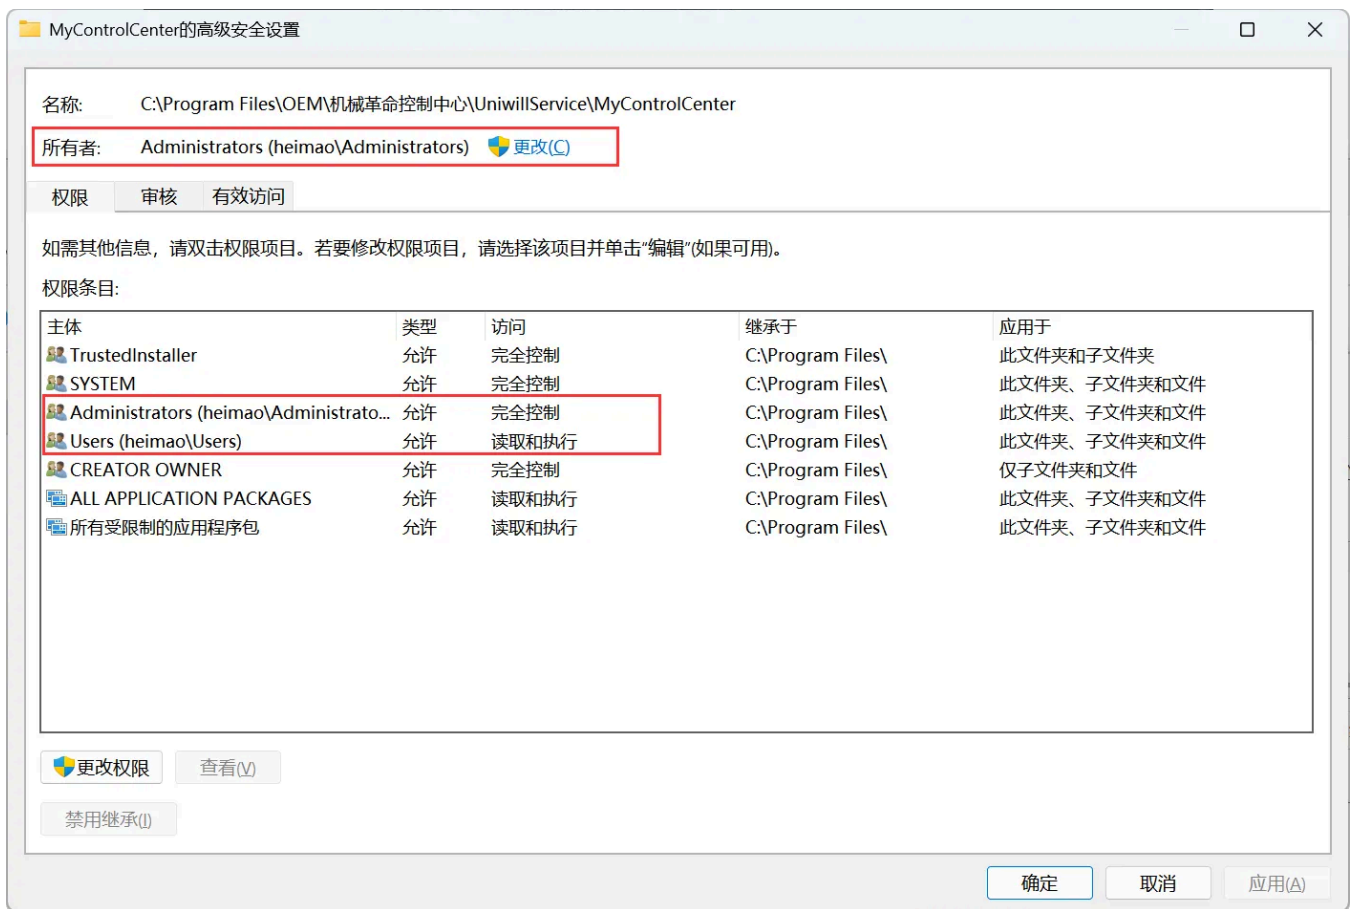 MyControlCenter的高级安全设置
名称: C:\Program Files\OEM\机械革命控制中心\UniwillService\MyControlCenter
所有者: Administrators (heimao\Administrators) 更改(C)
权限 审核 有效访问
如需其他信息，请双击权限项目。若要修改权限项目，请选择该项目并单击“编辑”(如果可用)。
权限条目:
主体 类型 访问 继承于 应用于
TrustedInstaller 允许 完全控制 C:\Program Files\ 此文件夹和子文件夹
SYSTEM 允许 完全控制 C:\Program Files\ 此文件夹、子文件夹和文件
Administrators (heimao\Administrato... 允许 完全控制 C:\Program Files\ 此文件夹、子文件夹和文件
Users (heimao\Users) 允许 读取和执行 C:\Program Files\ 此文件夹、子文件夹和文件
CREATOR OWNER 允许 完全控制 C:\Program Files\ 仅子文件夹和文件
ALL APPLICATION PACKAGES 允许 读取和执行 C:\Program Files\ 此文件夹、子文件夹和文件
所有受限制的应用程序包 允许 读取和执行 C:\Program Files\ 此文件夹、子文件夹和文件
更改权限 查看(V)
禁用继承(I)
确定 取消 应用(A)